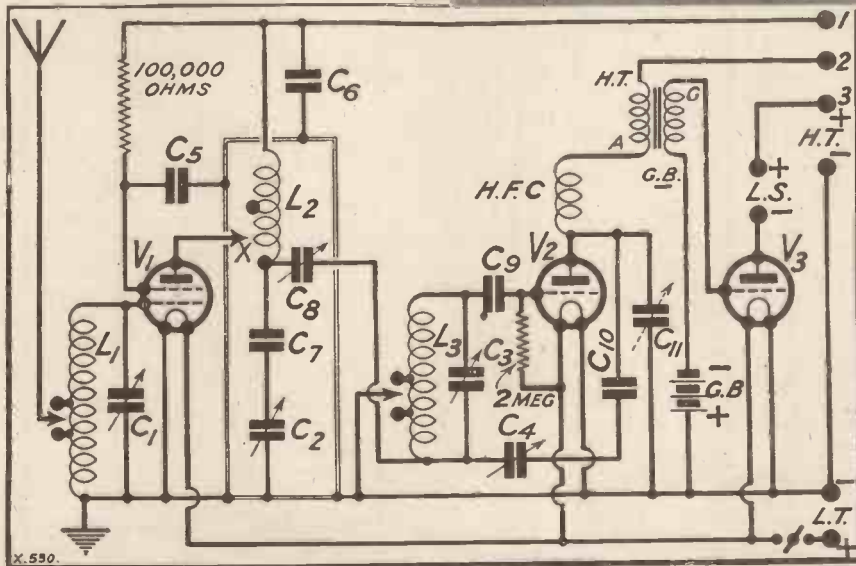 1
100,000
OHMS
C6
H.T.
2
G
3
+
C5
A
H.T.
-
L2
H.F.C
G.B.
-
+
L.S.
-
V1
X
V2
V3
C9
C8
L1
C7
L3
C3
C10
C11
-
G.B
+
C1
C2
2 MEG
C4
-
L.T.
+
X.590.